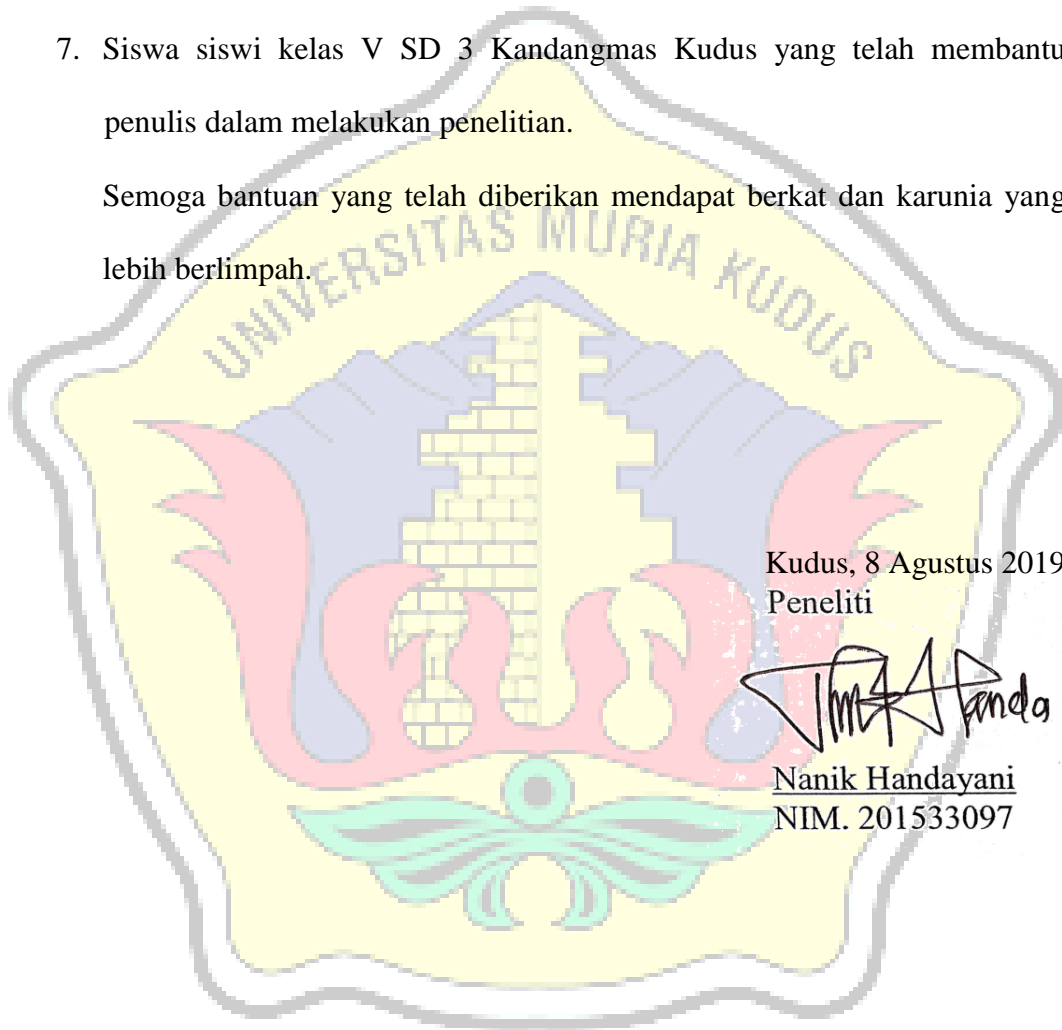 7. Siswa siswi kelas V SD 3 Kandangmas Kudus yang telah membantu
penulis dalam melakukan penelitian.
Semoga bantuan yang telah diberikan mendapat berkat dan karunia yang
lebih berlimpah.
UNIVERSITAS MURIA KUDUS
Kudus, 8 Agustus 2019
Peneliti
Nanik Handayani
NIM. 201533097